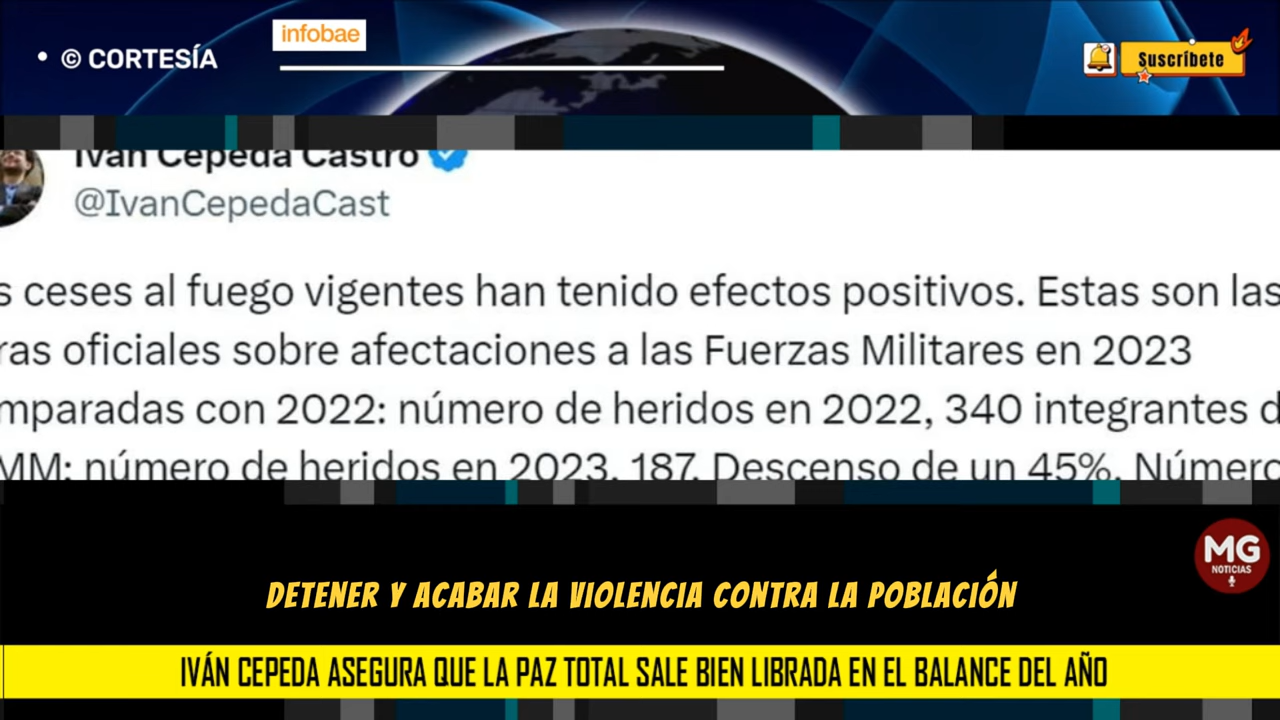 infobae
• © CORTESÍA
Suscríbete
Iván Cepeda Castro
@IvanCepedaCast
s ceses al fuego vigentes han tenido efectos positivos. Estas son las
ras oficiales sobre afectaciones a las Fuerzas Militares en 2023
mparadas con 2022: número de heridos en 2022, 340 integrantes d
MM: número de heridos en 2023, 187. Descenso de un 45%. Número
MG
NOTICIAS
DETENER Y ACABAR LA VIOLENCIA CONTRA LA POBLACIÓN
IVÁN CEPEDA ASEGURA QUE LA PAZ TOTAL SALE BIEN LIBRADA EN EL BALANCE DEL AÑO